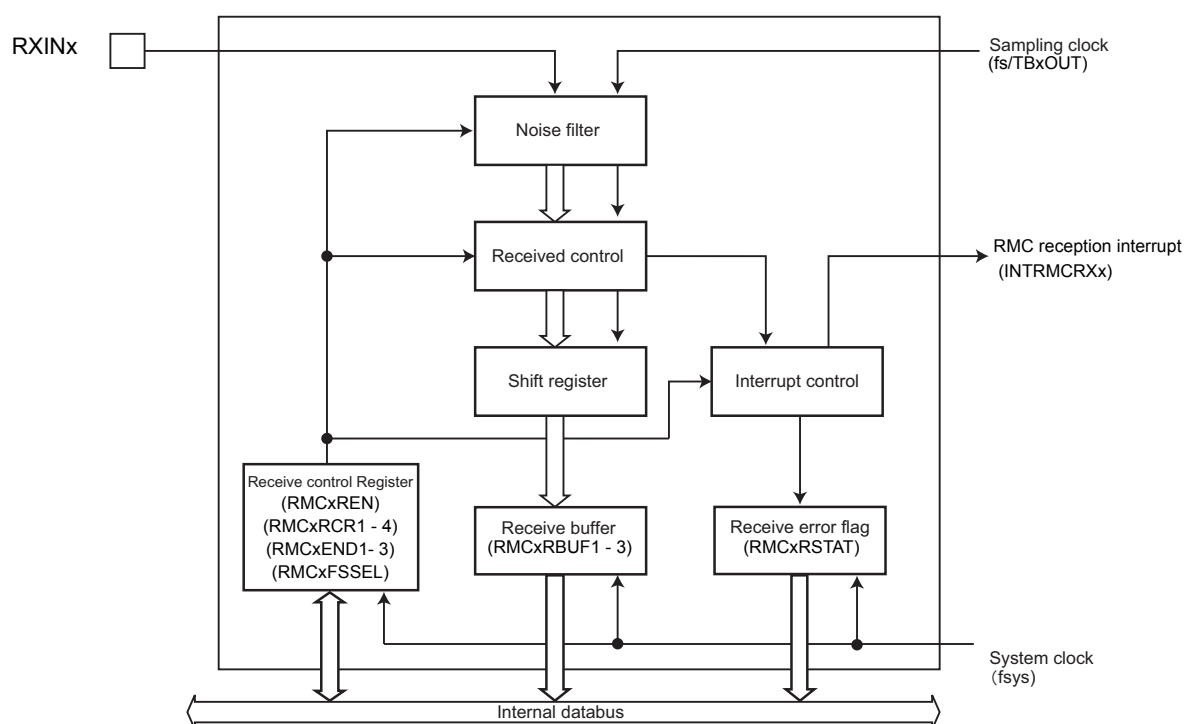 RXINx
Sampling clock
(fs/TBxOUT)
Noise filter
Received control
RMC reception interrupt
(INTRMCRXx)
Shift register
Interrupt control
Receive control Register
(RMCxREN)
(RMCxRCR1 - 4)
(RMCxEND1- 3)
(RMCxFSSEL)
Receive buffer
(RMCxRBUF1 - 3)
Receive error flag
(RMCxRSTAT)
System clock
(fsys)
Internal databus